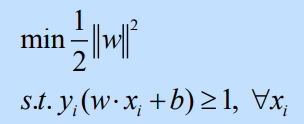 min 1/2 ||w||²
s.t. yᵢ(w·xᵢ+b) ≥ 1, ∀xᵢ